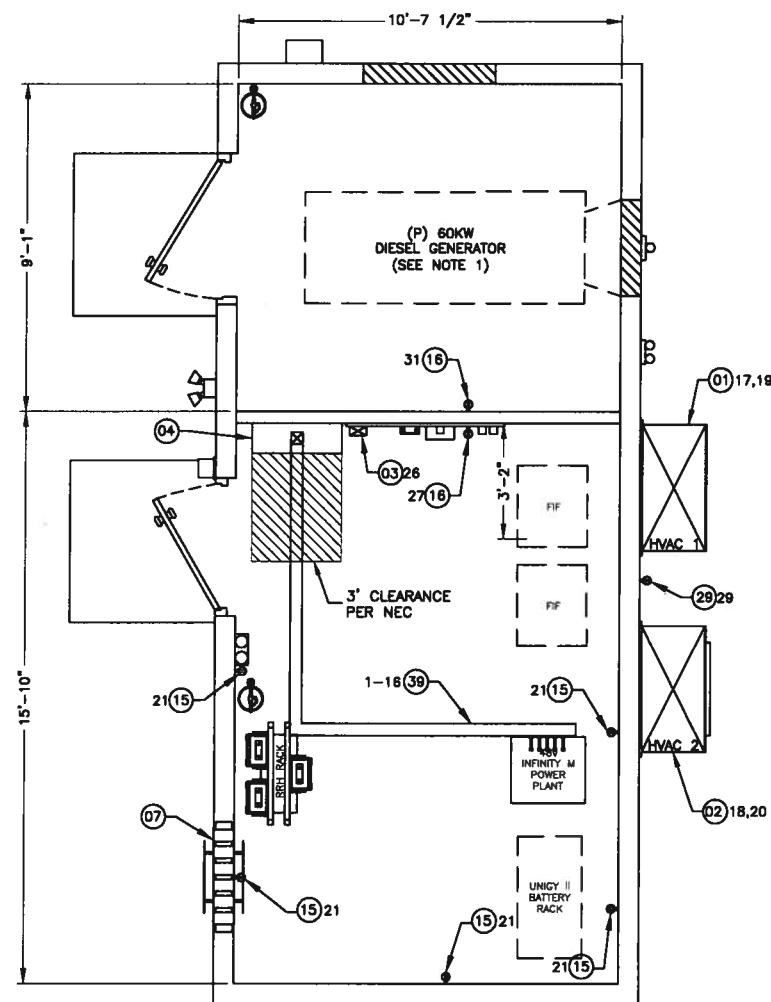 10'-7 1/2"
9'-1"
(P) 60KW
DIESEL GENERATOR
(SEE NOTE 1)
31 16
01 17,19
04
03 26
27 16
3'-2"
FIF
HVAC 1
3' CLEARANCE
PER NEC
FIF
29 29
15'-10"
21 15
1-16 39
21 15
HVAC 2
RRH RACK
48V
INFINITY M
POWER
PLANT
02 18,20
07
UNIGY II
BATTERY
RACK
15 21
15 21
21 15